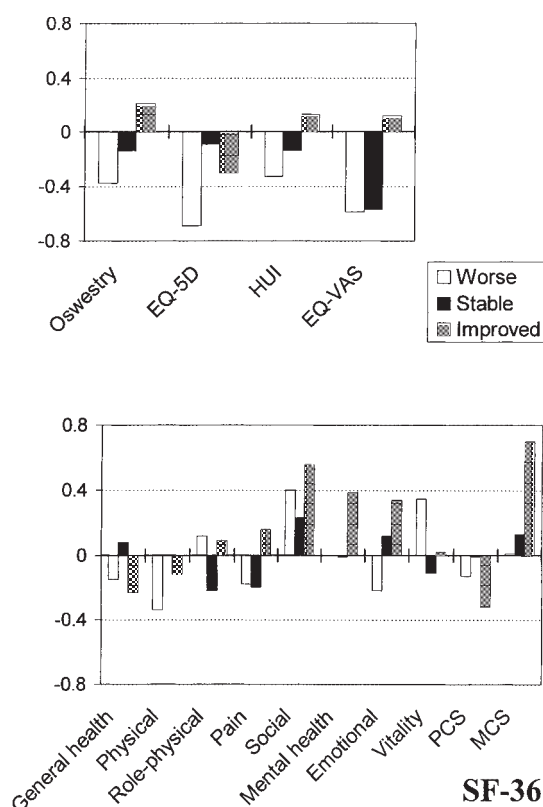 0.8
0.4
0
-0.4
-0.8
Oswestry
EQ-5D
HUI
EQ-VAS
Worse
Stable
Improved
0.8
0.4
0
-0.4
-0.8
General health
Physical
Role-physical
Pain
Social
Mental health
Emotional
Vitality
PCS
MCS
SF-36